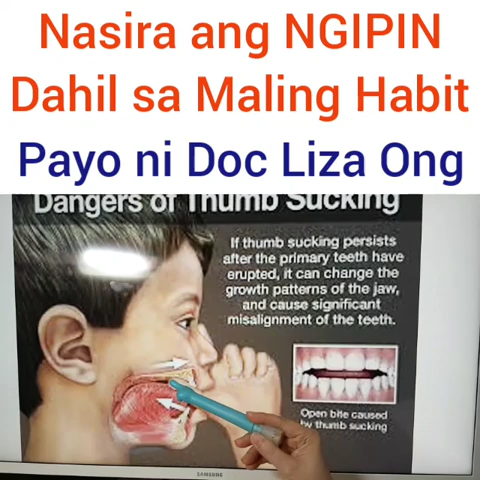 Nasira ang NGIPIN
Dahil sa Maling Habit
Payo ni Doc Liza Ong
Dangers of Thumb Sucking
If thumb sucking persists
after the primary teeth have
erupted, it can change the
growth patterns of the jaw,
and cause significant
misalignment of the teeth.
Open bite caused
by thumb sucking
SAMSUNG